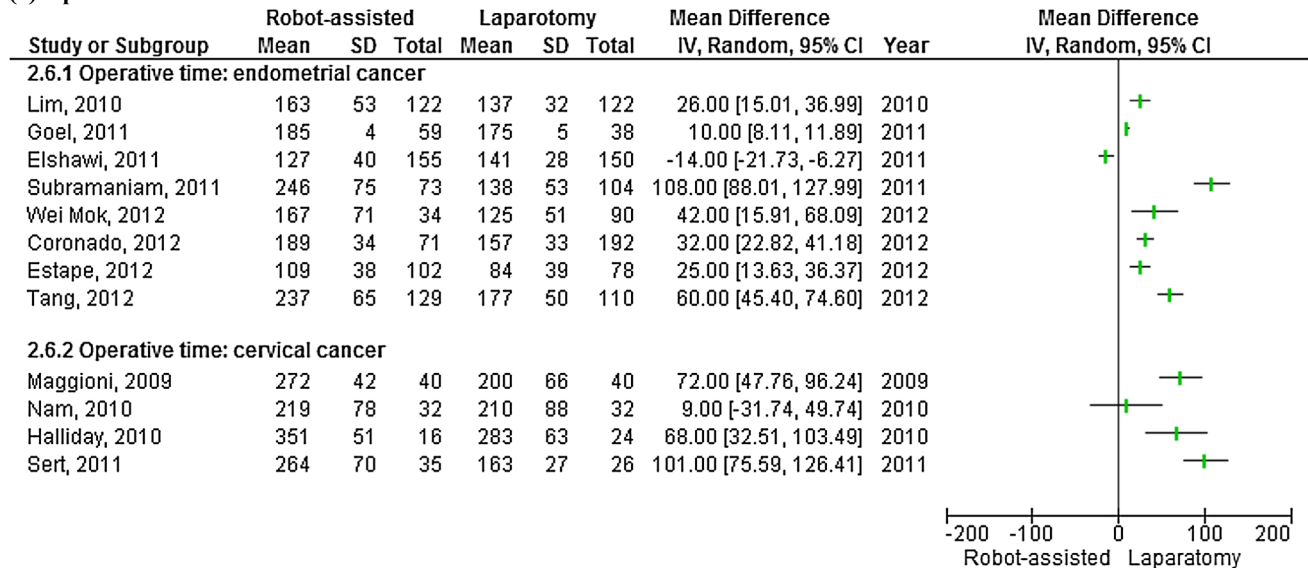 Robot-assisted Laparotomy Mean Difference Mean Difference
Study or Subgroup Mean SD Total Mean SD Total IV, Random, 95% CI Year IV, Random, 95% CI
2.6.1 Operative time: endometrial cancer
Lim, 2010 163 53 122 137 32 122 26.00 [15.01, 36.99] 2010
Goel, 2011 185 4 59 175 5 38 10.00 [8.11, 11.89] 2011
Elshawi, 2011 127 40 155 141 28 150 -14.00 [-21.73, -6.27] 2011
Subramaniam, 2011 246 75 73 138 53 104 108.00 [88.01, 127.99] 2011
Wei Mok, 2012 167 71 34 125 51 90 42.00 [15.91, 68.09] 2012
Coronado, 2012 189 34 71 157 33 192 32.00 [22.82, 41.18] 2012
Estape, 2012 109 38 102 84 39 78 25.00 [13.63, 36.37] 2012
Tang, 2012 237 65 129 177 50 110 60.00 [45.40, 74.60] 2012
2.6.2 Operative time: cervical cancer
Maggioni, 2009 272 42 40 200 66 40 72.00 [47.76, 96.24] 2009
Nam, 2010 219 78 32 210 88 32 9.00 [-31.74, 49.74] 2010
Halliday, 2010 351 51 16 283 63 24 68.00 [32.51, 103.49] 2010
Sert, 2011 264 70 35 163 27 26 101.00 [75.59, 126.41] 2011
-200 -100 0 100 200
Robot-assisted Laparatomy